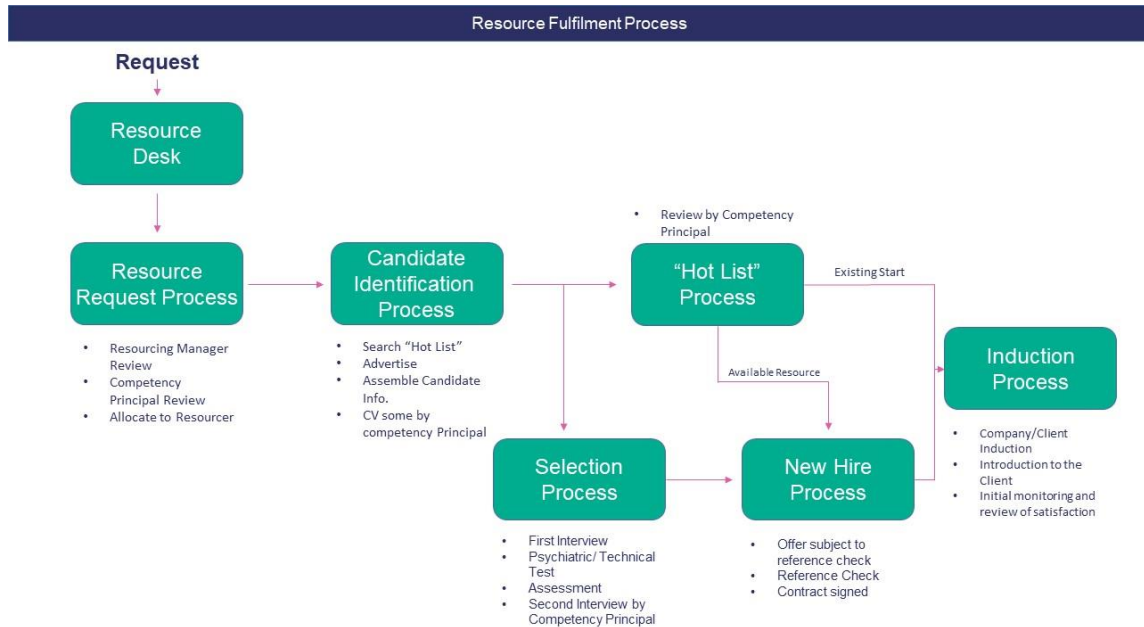 Resource Fulfilment Process
Request
Resource
Desk
Resource
Request Process
• Resourcing Manager
Review
• Competency
Principal Review
• Allocate to Resourcer
Candidate
Identification
Process
• Search “Hot List”
• Advertise
• Assemble Candidate
Info.
• CV some by
competency Principal
• Review by Competency
Principal
“Hot List”
Process
Existing Start
Available Resource
Selection
Process
• First Interview
• Psychiatric/ Technical
Test
• Assessment
• Second Interview by
Competency Principal
New Hire
Process
• Offer subject to
reference check
• Reference Check
• Contract signed
Induction
Process
• Company/Client
Induction
• Introduction to the
Client
• Initial monitoring and
review of satisfaction